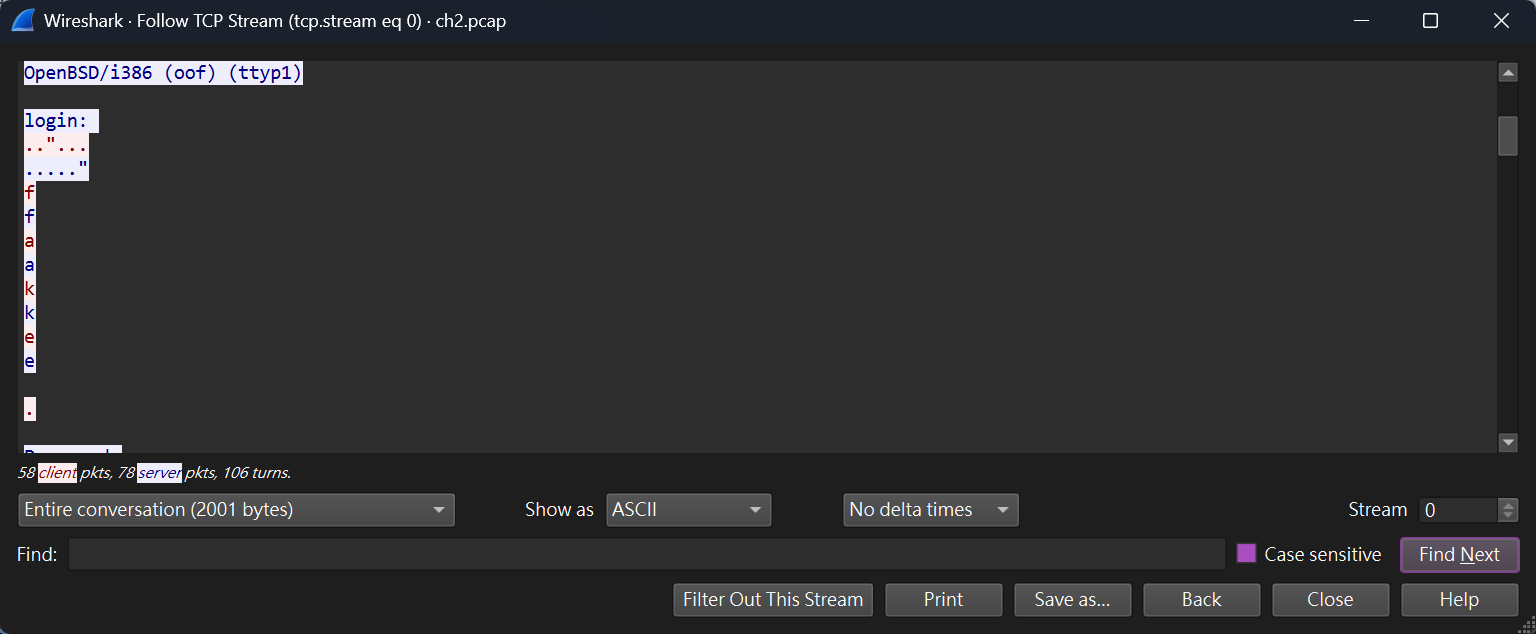 Wireshark · Follow TCP Stream (tcp.stream eq 0) · ch2.pcap
OpenBSD/i386 (oof) (ttyp1)
login:
.."...
....."
f
f
a
a
k
k
e
e
.
58 client pkts, 78 server pkts, 106 turns.
Entire conversation (2001 bytes) Show as ASCII No delta times Stream 0
Find: Case sensitive Find Next
Filter Out This Stream Print Save as... Back Close Help